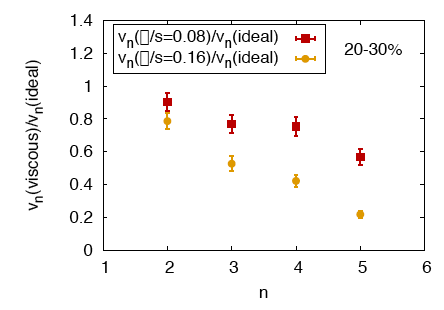 v_n(viscous)/v_n(ideal)
1.4
1.2
1
0.8
0.6
0.4
0.2
0
v_n(▯/s=0.08)/v_n(ideal)
v_n(▯/s=0.16)/v_n(ideal)
20-30%
1 2 3 4 5 6
n